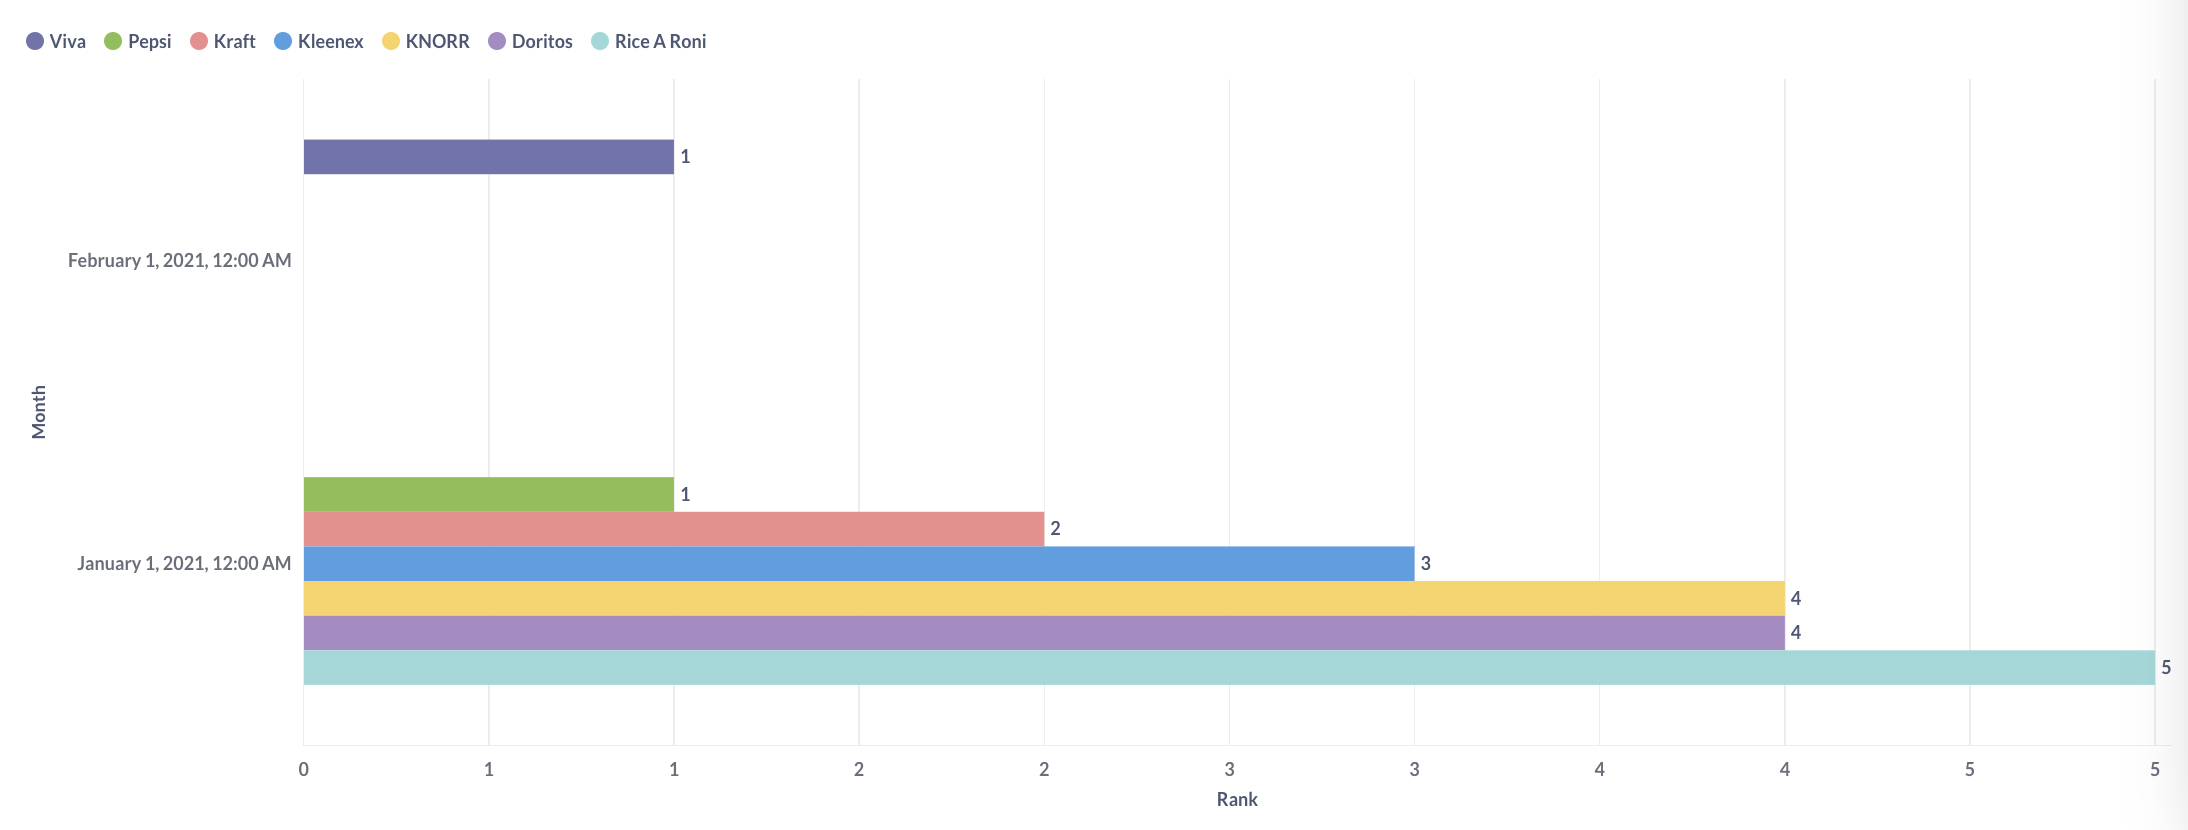 Viva Pepsi Kraft Kleenex KNORR Doritos Rice A Roni
1
February 1, 2021, 12:00 AM
Month
1
2
January 1, 2021, 12:00 AM
3
4
4
5
0 1 1 2 2 3 3 4 4 5 5
Rank